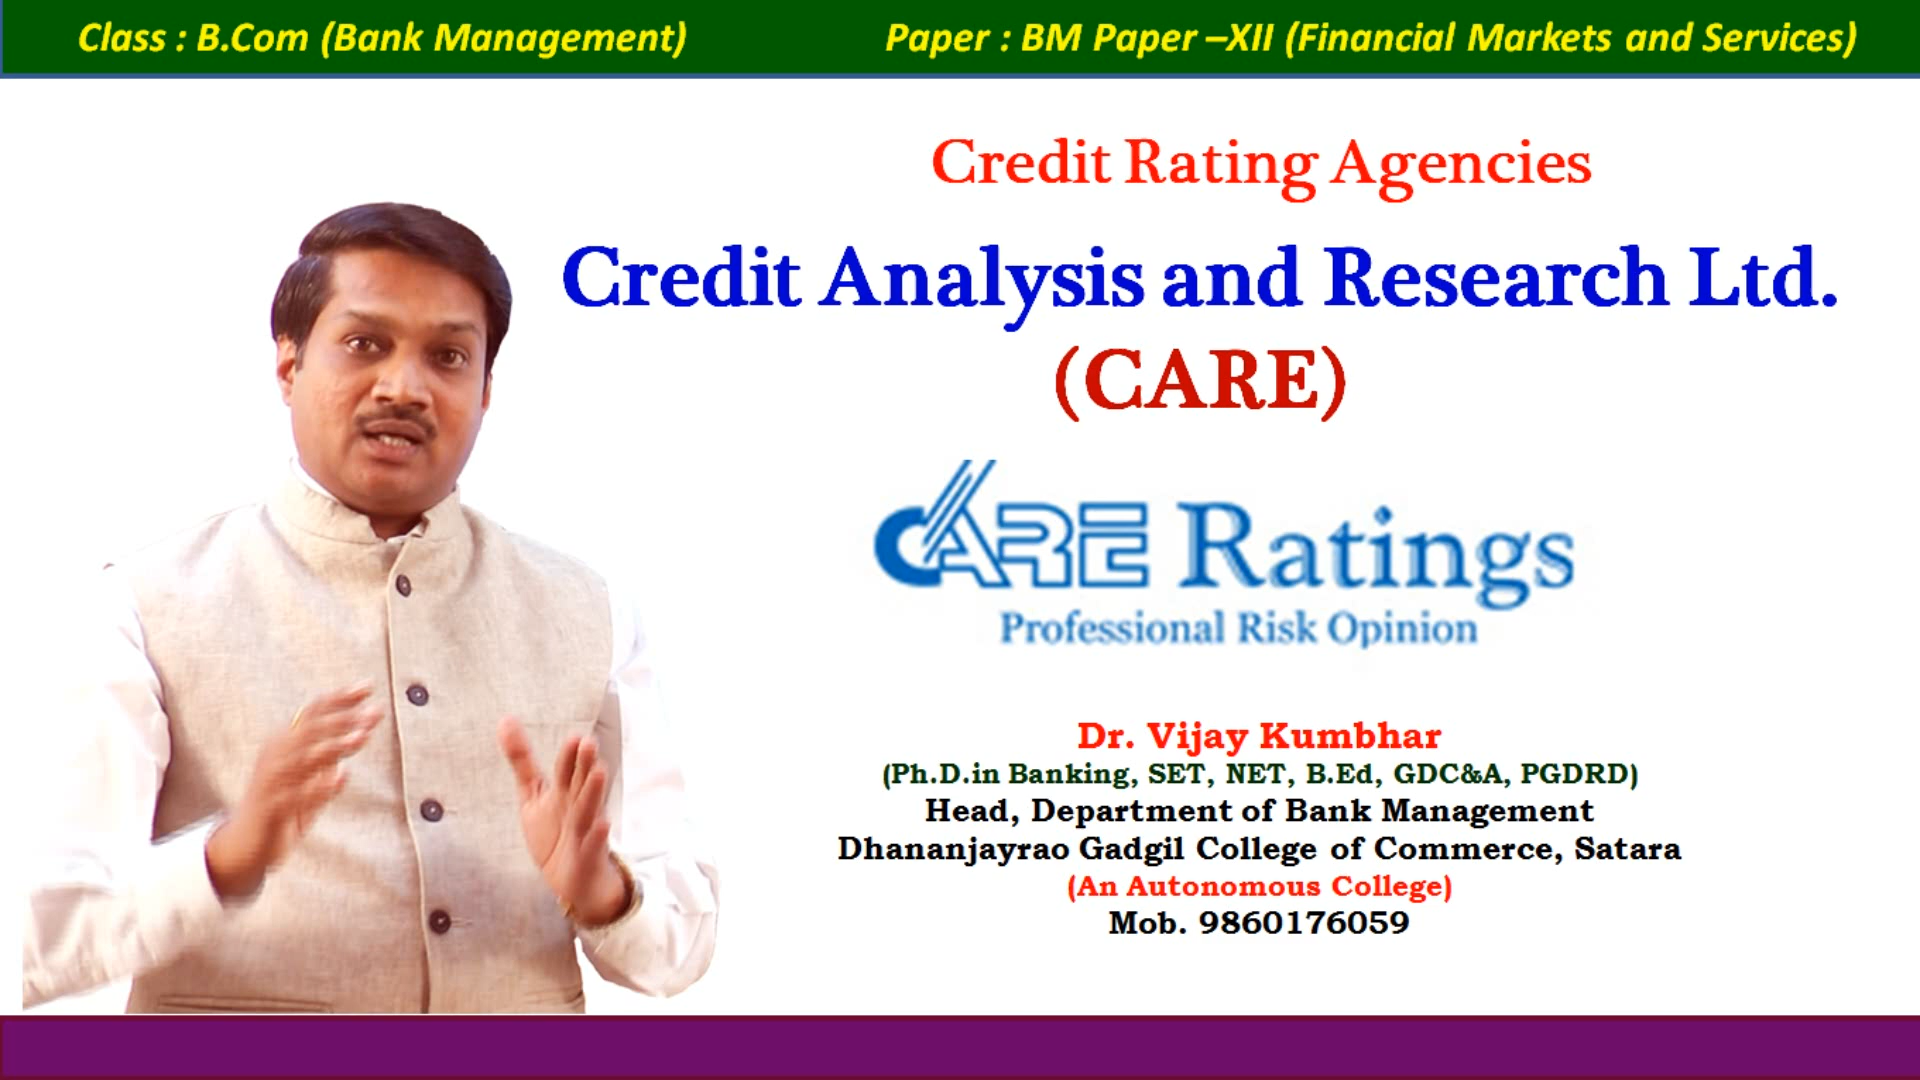 Class : B.Com (Bank Management)
Paper : BM Paper –XII (Financial Markets and Services)
Credit Rating Agencies
Credit Analysis and Research Ltd.
(CARE)
CARE Ratings
Professional Risk Opinion
Dr. Vijay Kumbhar
(Ph.D.in Banking, SET, NET, B.Ed, GDC&A, PGDRD)
Head, Department of Bank Management
Dhananjayrao Gadgil College of Commerce, Satara
(An Autonomous College)
Mob. 9860176059